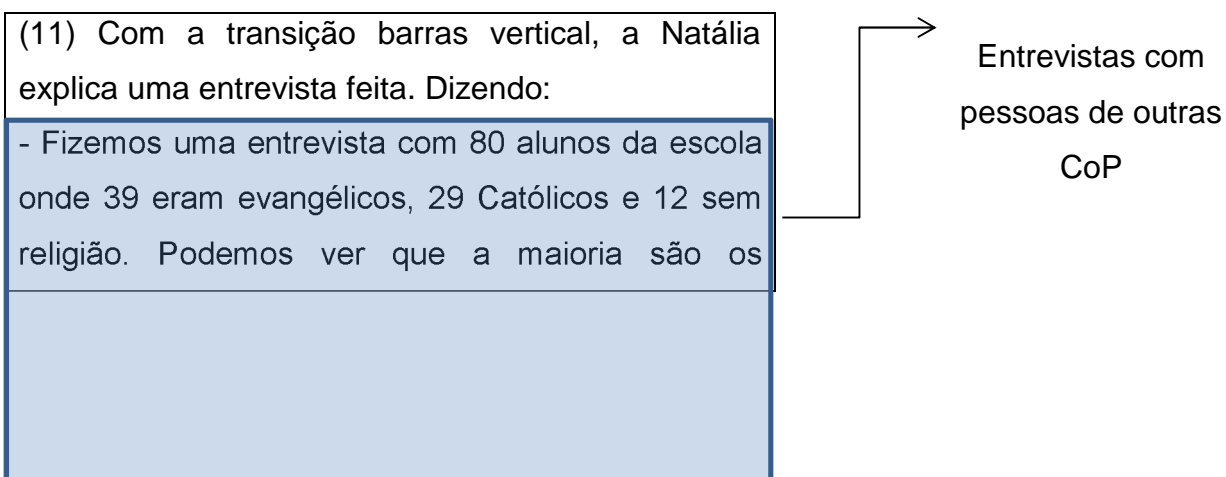 (11) Com a transição barras vertical, a Natália
explica uma entrevista feita. Dizendo:
- Fizemos uma entrevista com 80 alunos da escola
onde 39 eram evangélicos, 29 Católicos e 12 sem
religião. Podemos ver que a maioria são os
Entrevistas com
pessoas de outras
CoP